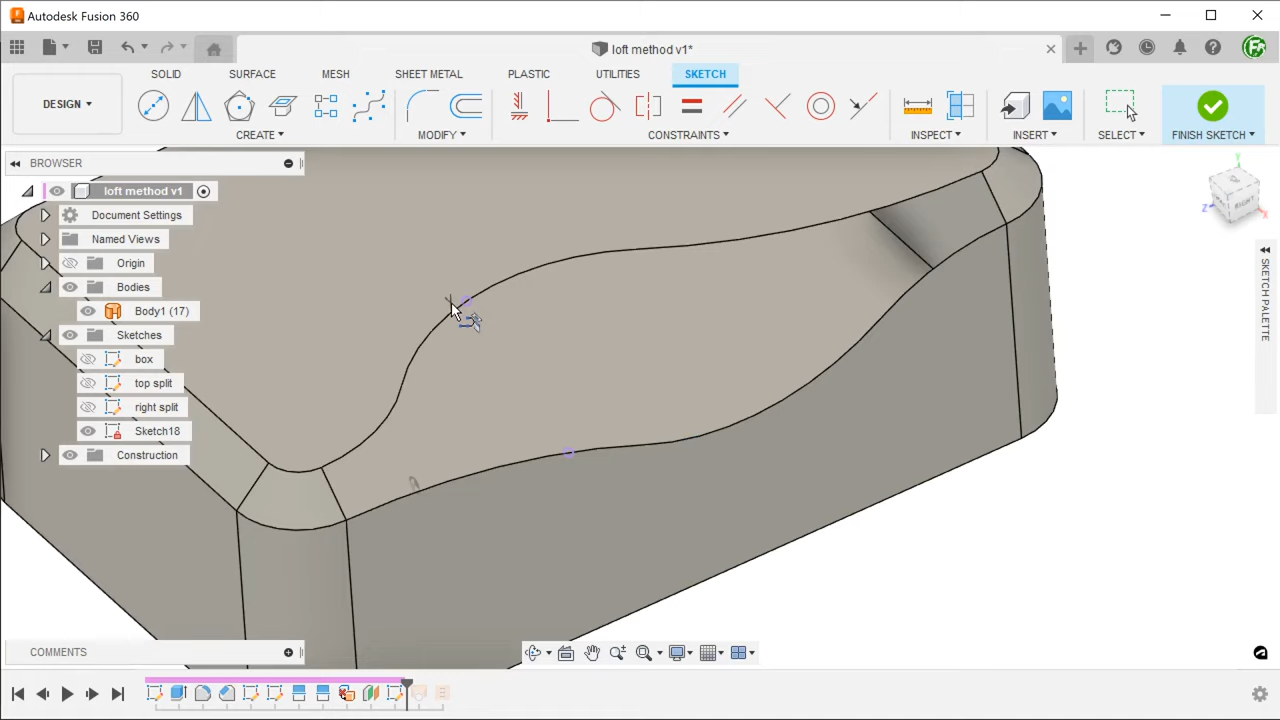 Autodesk Fusion 360
loft method v1*
DESIGN
SOLID SURFACE MESH SHEET METAL PLASTIC UTILITIES SKETCH
CREATE MODIFY CONSTRAINTS INSPECT INSERT SELECT FINISH SKETCH
BROWSER
loft method v1
Document Settings
Named Views
Origin
Bodies
Body1 (17)
Sketches
box
top split
right split
Sketch18
Construction
SKETCH PALETTE
COMMENTS